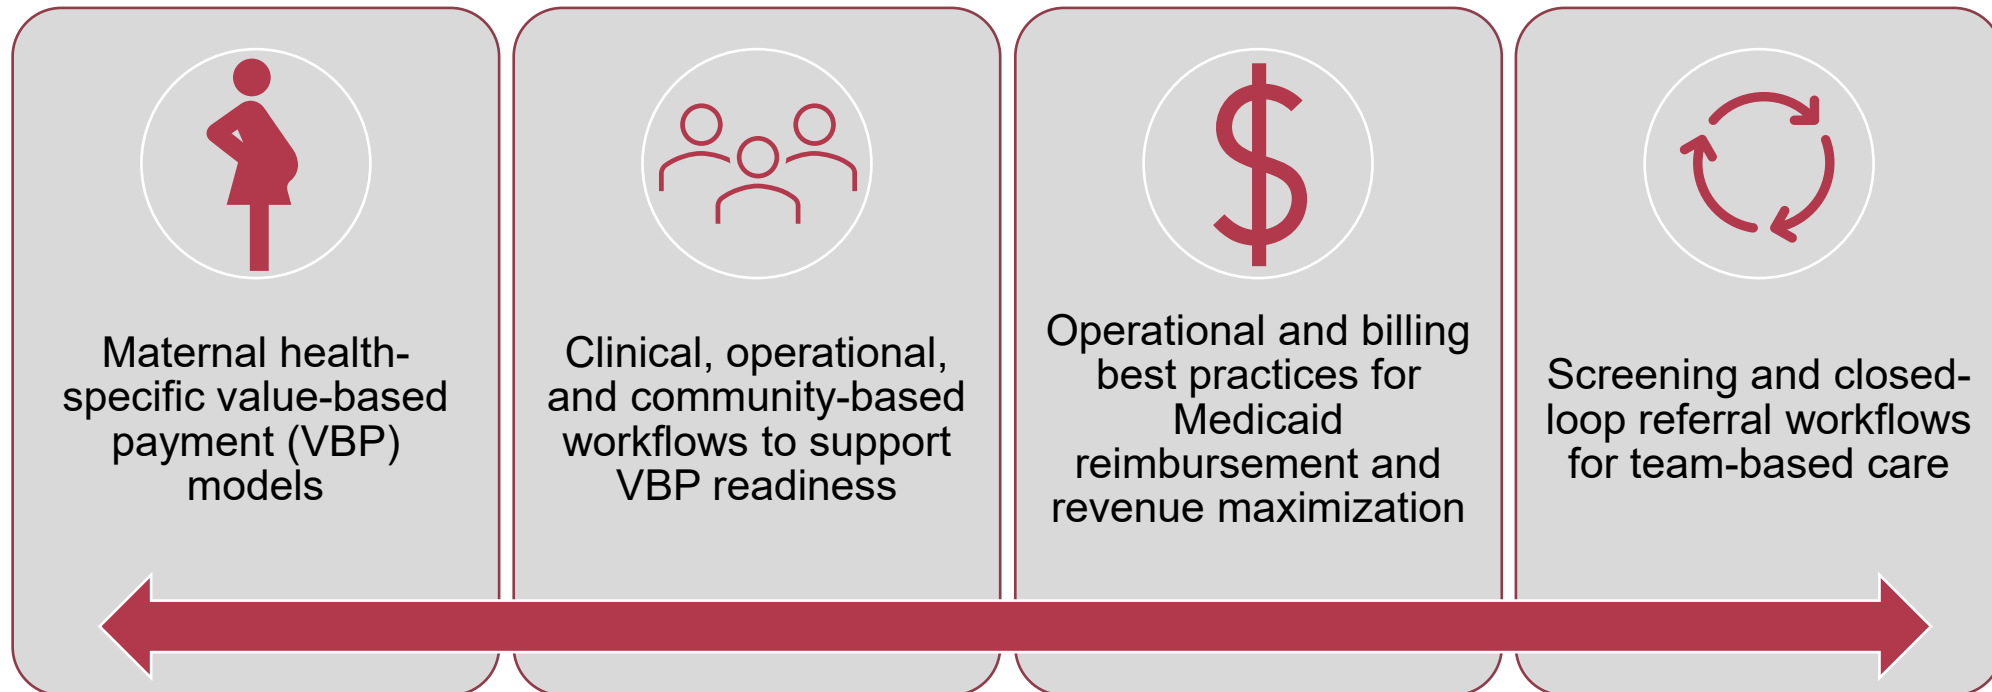 Maternal health-
specific value-based
payment (VBP)
models
Clinical, operational,
and community-based
workflows to support
VBP readiness
Operational and billing
best practices for
Medicaid
reimbursement and
revenue maximization
Screening and closed-
loop referral workflows
for team-based care